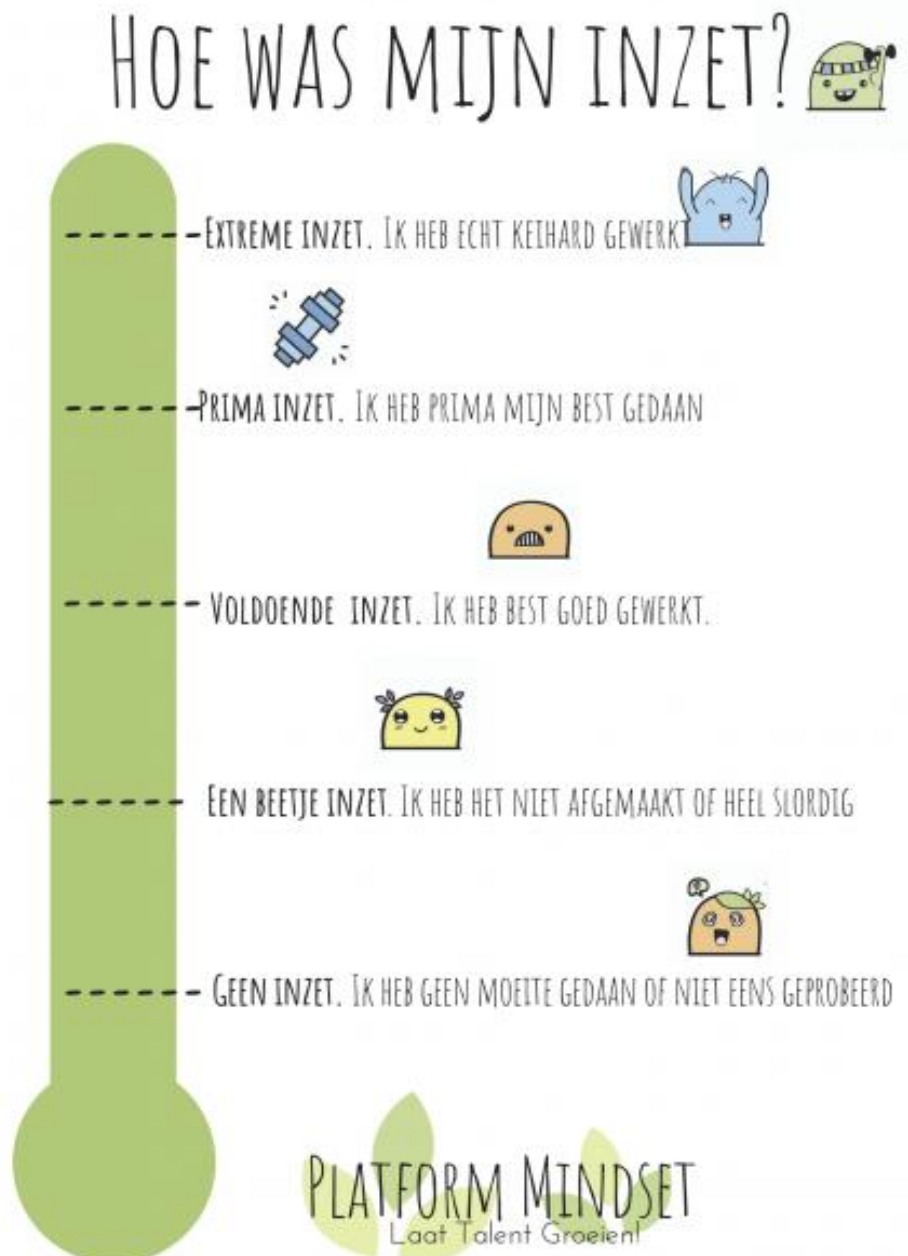 HOE WAS MIJN INZET?
EXTREME INZET. IK HEB ECHT KEIHARD GEWERKT
PRIMA INZET. IK HEB PRIMA MIJN BEST GEDAAN
VOLDOENDE INZET. IK HEB BEST GOED GEWERKT.
EEN BEETJE INZET. IK HEB HET NIET AFGEMAAKT OF HEEL SLORDIG
GEEN INZET. IK HEB GEEN MOEITE GEDAAN OF NIET EENS GEPROBEERD
PLATFORM MINDSET
Laat Talent Groeien!